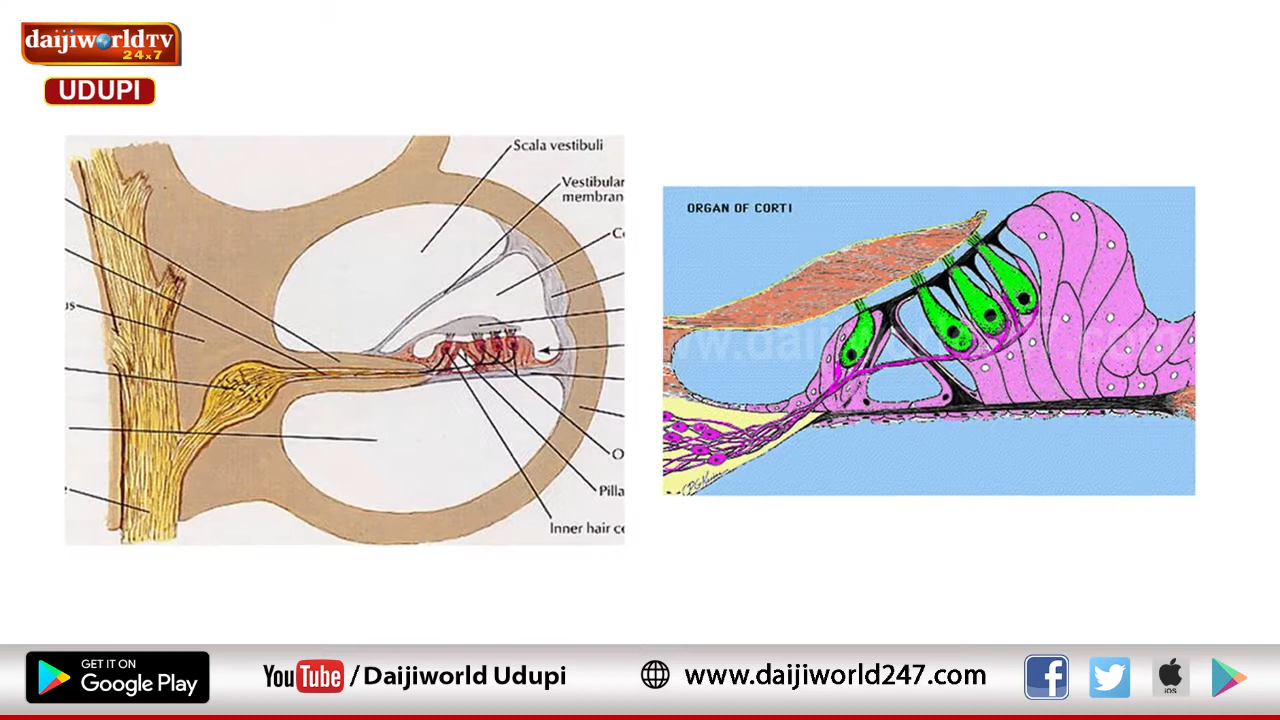 daijiworldTV
24x7
UDUPI
Scala vestibuli
Vestibular
membran
ORGAN OF CORTI
Pilla
Inner hair ce
GET IT ON
Google Play
YouTube / Daijiworld Udupi
www.daijiworld247.com
iOS